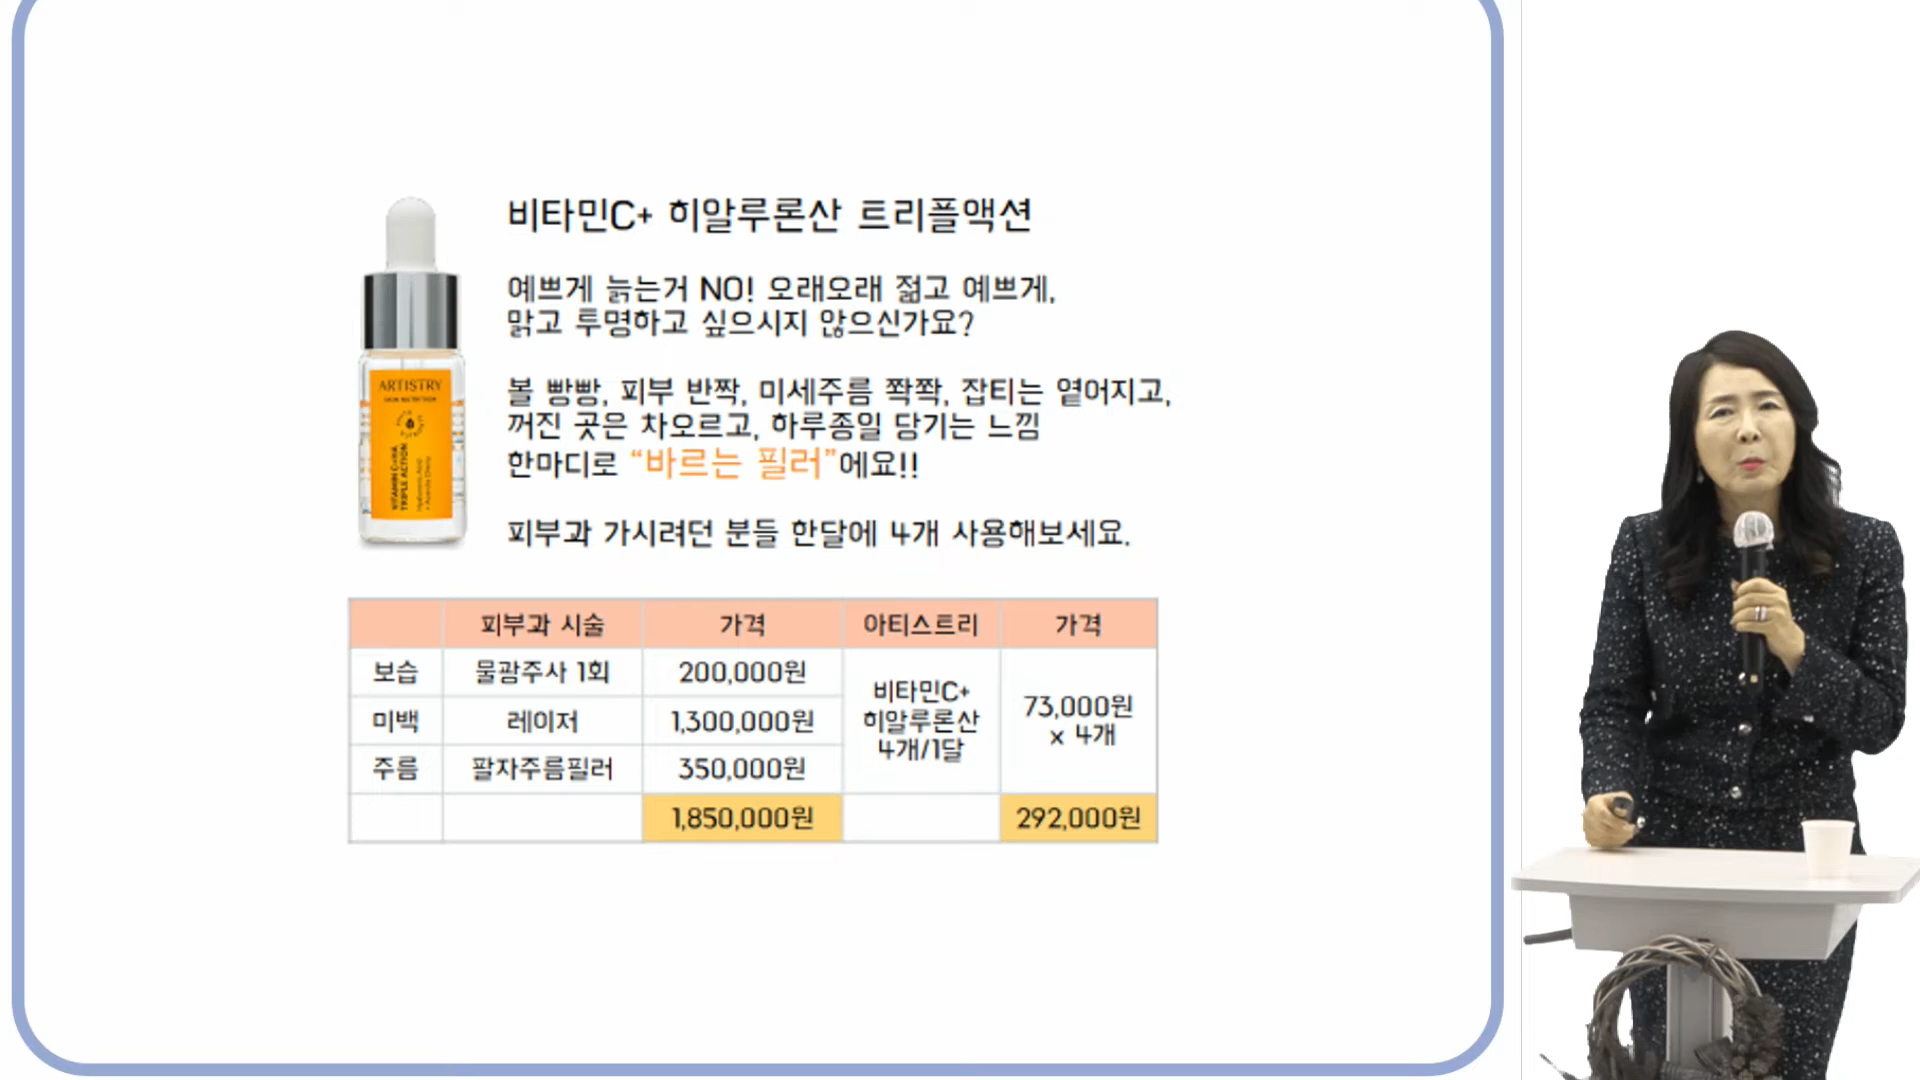 비타민C+ 히알루론산 트리플액션
예쁘게 늙는거 NO! 오래오래 젊고 예쁘게,
맑고 투명하고 싶으시지 않으신가요?
볼 빵빵, 피부 반짝, 미세주름 쫙쫙, 잡티는 옅어지고,
꺼진 곳은 차오르고, 하루종일 당기는 느낌
한마디로 “바르는 필러”에요!!
피부과 가시려던 분들 한달에 4개 사용해보세요.
ARTISTRY
SKIN NUTRITION
VITAMIN C+HA
TRIPLE ACTION
피부과 시술 가격 아티스트리 가격
보습 물광주사 1회 200,000원
미백 레이저 1,300,000원
주름 팔자주름필러 350,000원
비타민C+
히알루론산
4개/1달
73,000원
x 4개
1,850,000원 292,000원